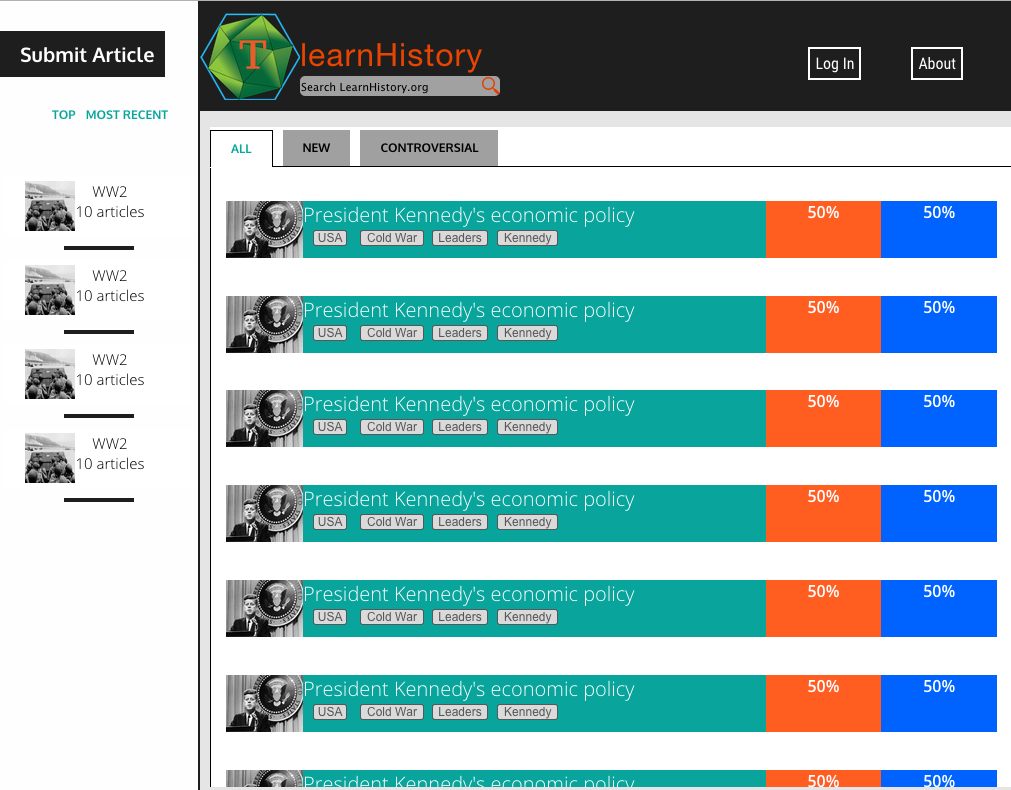 Submit Article
TOP MOST RECENT
WW2
10 articles
WW2
10 articles
WW2
10 articles
WW2
10 articles
T
learnHistory
Search LearnHistory.org
Log In
About
ALL
NEW
CONTROVERSIAL
President Kennedy's economic policy
USA Cold War Leaders Kennedy
50% 50%
President Kennedy's economic policy
USA Cold War Leaders Kennedy
50% 50%
President Kennedy's economic policy
USA Cold War Leaders Kennedy
50% 50%
President Kennedy's economic policy
USA Cold War Leaders Kennedy
50% 50%
President Kennedy's economic policy
USA Cold War Leaders Kennedy
50% 50%
President Kennedy's economic policy
USA Cold War Leaders Kennedy
50% 50%
President Kennedy's economic policy
50% 50%